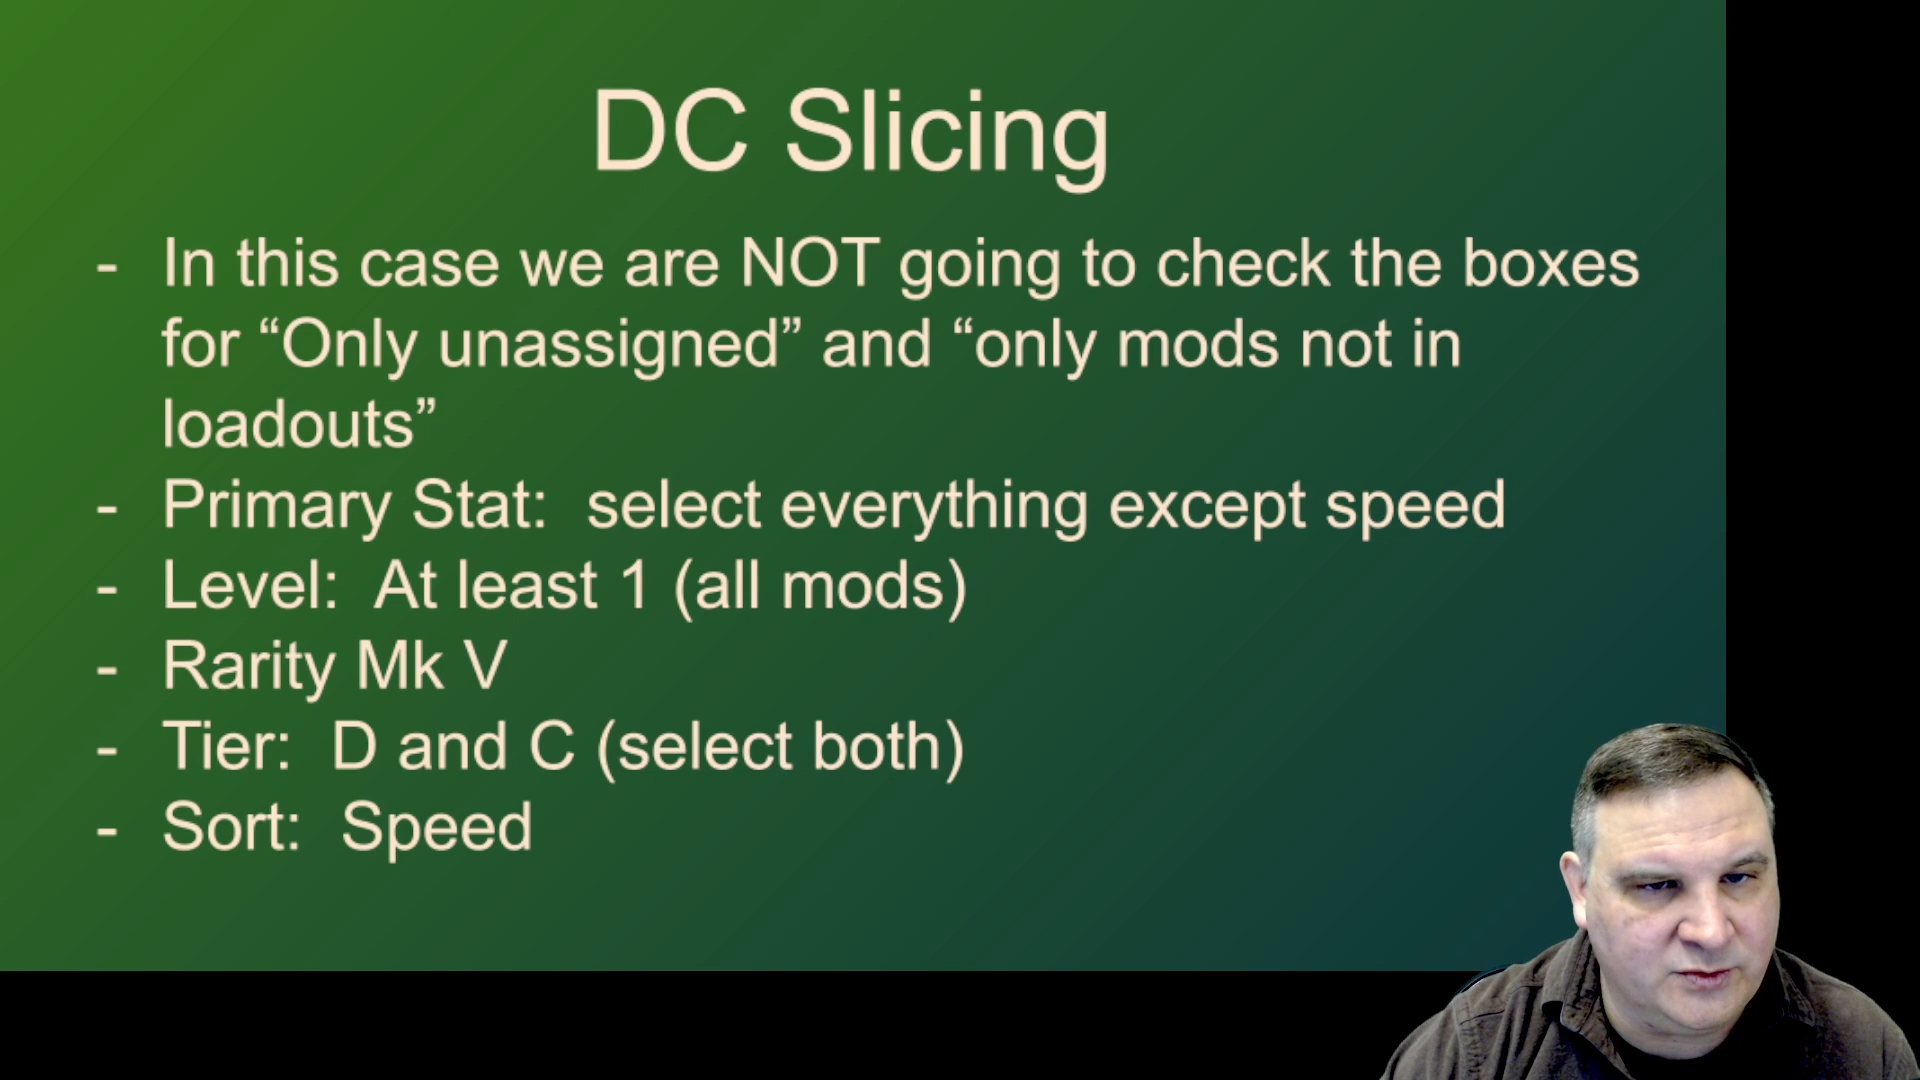 DC Slicing
- In this case we are NOT going to check the boxes
for “Only unassigned” and “only mods not in
loadouts”
- Primary Stat:  select everything except speed
- Level:  At least 1 (all mods)
- Rarity Mk V
- Tier:  D and C (select both)
- Sort:  Speed